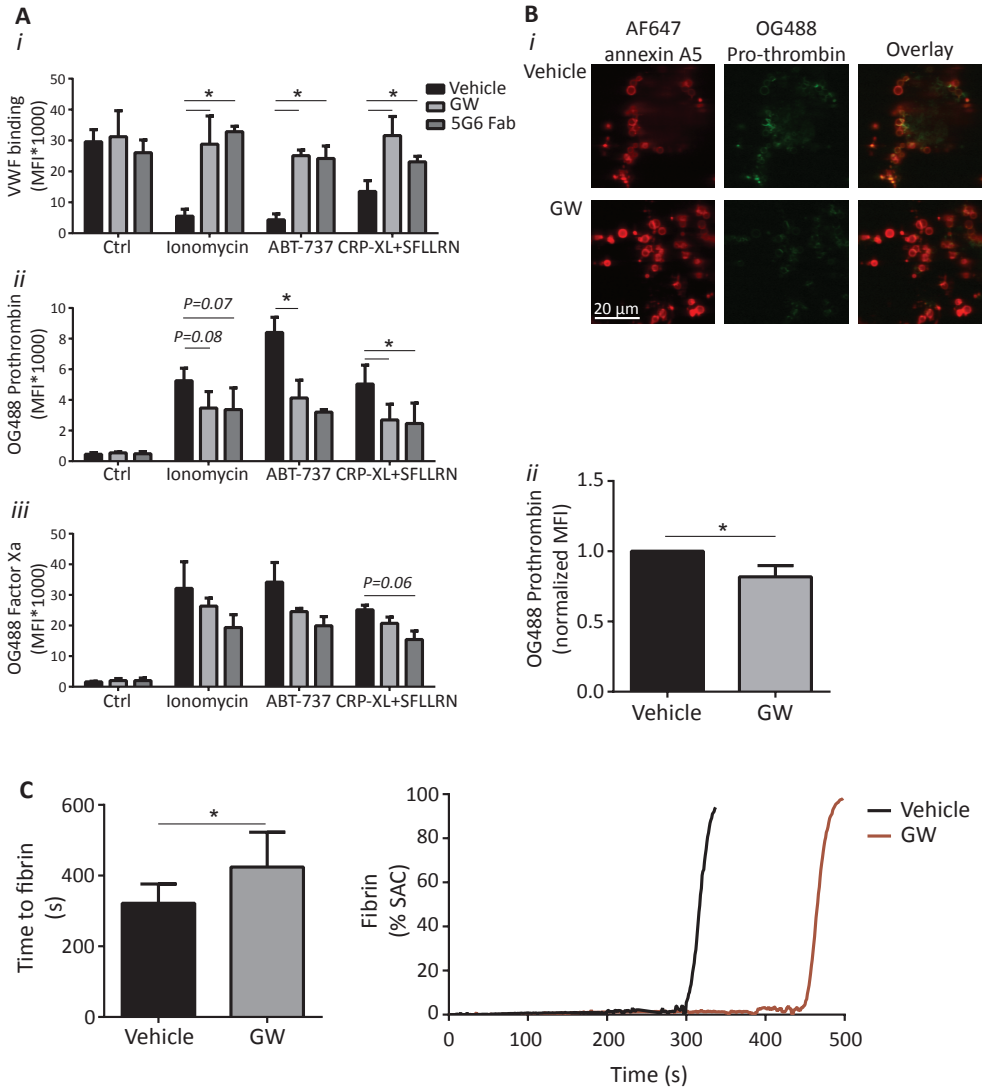 A
i
VWF binding
(MFI*1000)
50
40
30
20
10
0
*
*
*
Vehicle
GW
5G6 Fab
Ctrl
Ionomycin
ABT-737
CRP-XL+SFLLRN
ii
OG488 Prothrombin
(MFI*1000)
10
8
6
4
2
0
P=0.07
P=0.08
*
*
Ctrl
Ionomycin
ABT-737
CRP-XL+SFLLRN
iii
OG488 Factor Xa
(MFI*1000)
50
40
30
20
10
0
P=0.06
Ctrl
Ionomycin
ABT-737
CRP-XL+SFLLRN
B
i
AF647
annexin A5
OG488
Pro-thrombin
Overlay
Vehicle
GW
20 µm
ii
OG488 Prothrombin
(normalized MFI)
1.5
1.0
0.5
0.0
*
Vehicle
GW
C
Time to fibrin
(s)
600
400
200
0
*
Vehicle
GW
Fibrin
(% SAC)
100
80
60
40
20
0
0
100
200
300
400
500
Time (s)
Vehicle
GW